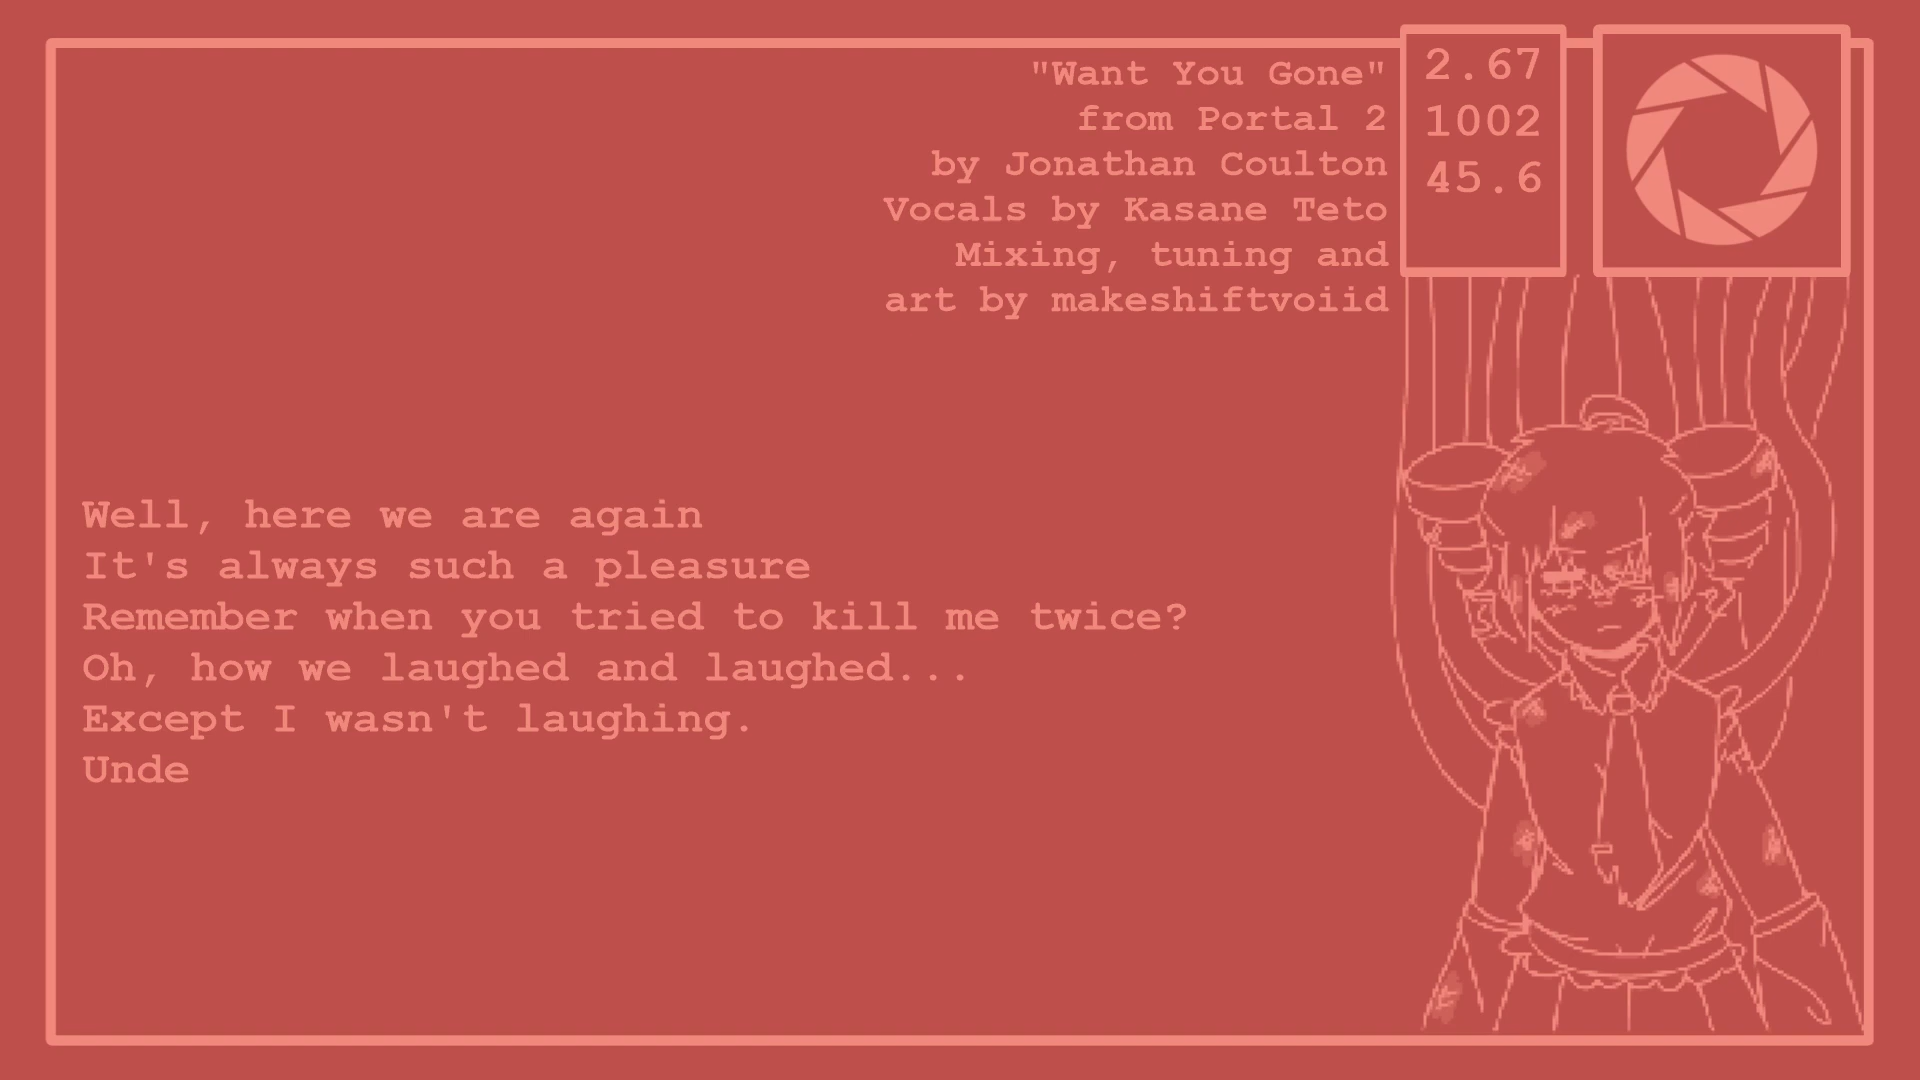 "Want You Gone"
from Portal 2
by Jonathan Coulton
Vocals by Kasane Teto
Mixing, tuning and
art by makeshiftvoiid
2.67
1002
45.6
Well, here we are again
It's always such a pleasure
Remember when you tried to kill me twice?
Oh, how we laughed and laughed...
Except I wasn't laughing.
Unde